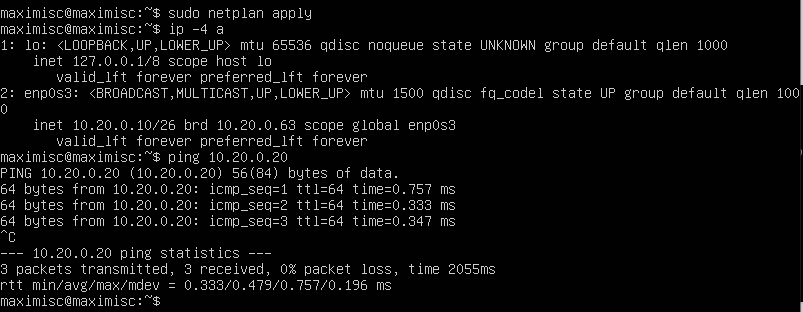 maximisc@maximisc:~$ sudo netplan apply
maximisc@maximisc:~$ ip -4 a
1: lo: <LOOPBACK,UP,LOWER_UP> mtu 65536 qdisc noqueue state UNKNOWN group default qlen 1000
    inet 127.0.0.1/8 scope host lo
       valid_lft forever preferred_lft forever
2: enp0s3: <BROADCAST,MULTICAST,UP,LOWER_UP> mtu 1500 qdisc fq_codel state UP group default qlen 100
0
    inet 10.20.0.10/26 brd 10.20.0.63 scope global enp0s3
       valid_lft forever preferred_lft forever
maximisc@maximisc:~$ ping 10.20.0.20
PING 10.20.0.20 (10.20.0.20) 56(84) bytes of data.
64 bytes from 10.20.0.20: icmp_seq=1 ttl=64 time=0.757 ms
64 bytes from 10.20.0.20: icmp_seq=2 ttl=64 time=0.333 ms
64 bytes from 10.20.0.20: icmp_seq=3 ttl=64 time=0.347 ms
^C
--- 10.20.0.20 ping statistics ---
3 packets transmitted, 3 received, 0% packet loss, time 2055ms
rtt min/avg/max/mdev = 0.333/0.479/0.757/0.196 ms
maximisc@maximisc:~$